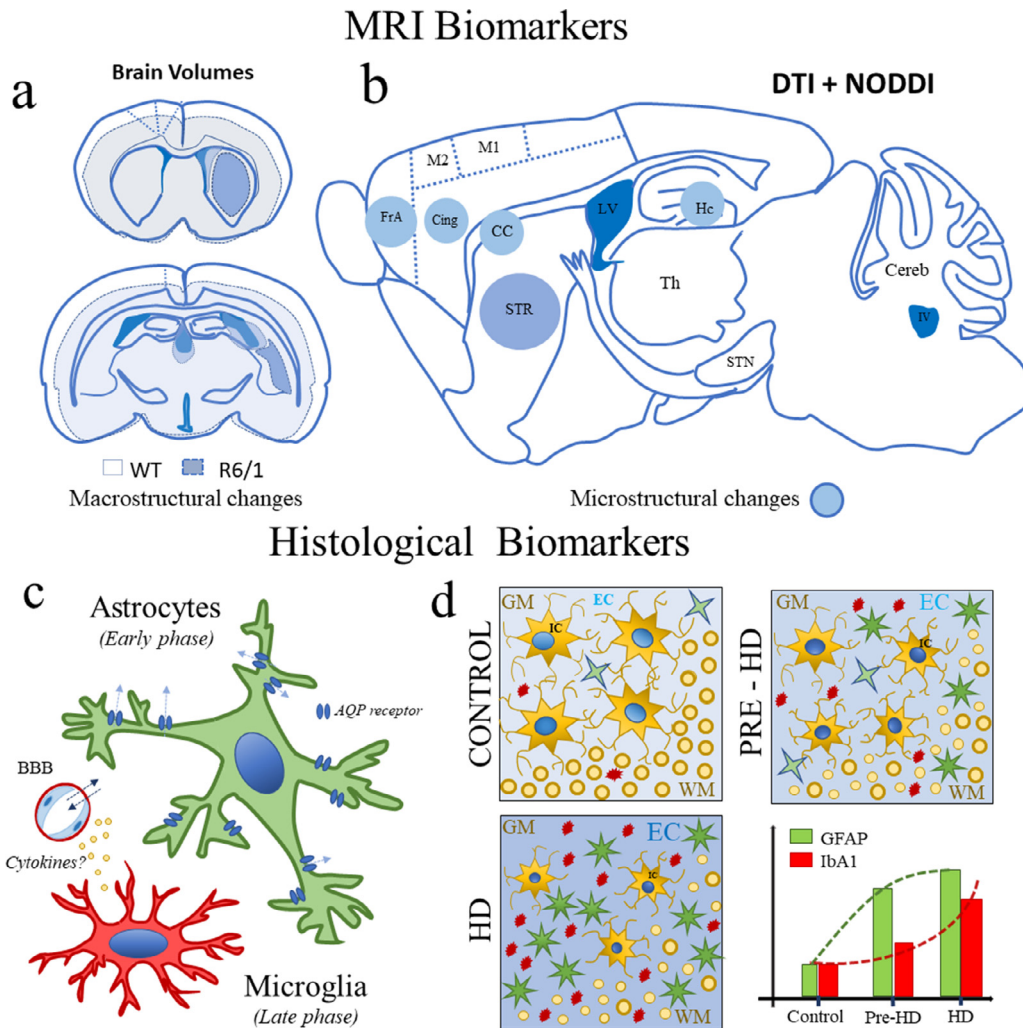 MRI Biomarkers
a
Brain Volumes
WT R6/1
Macrostructural changes
b
DTI + NODDI
M2
M1
FrA
Cing
CC
LV
Hc
STR
Th
STN
Cereb
IV
Microstructural changes
Histological Biomarkers
c
Astrocytes
(Early phase)
AQP receptor
BBB
Cytokines?
Microglia
(Late phase)
d
CONTROL
GM
EC
IC
WM
PRE - HD
GM
EC
IC
WM
HD
GM
EC
IC
WM
GFAP
IbA1
Control Pre-HD HD